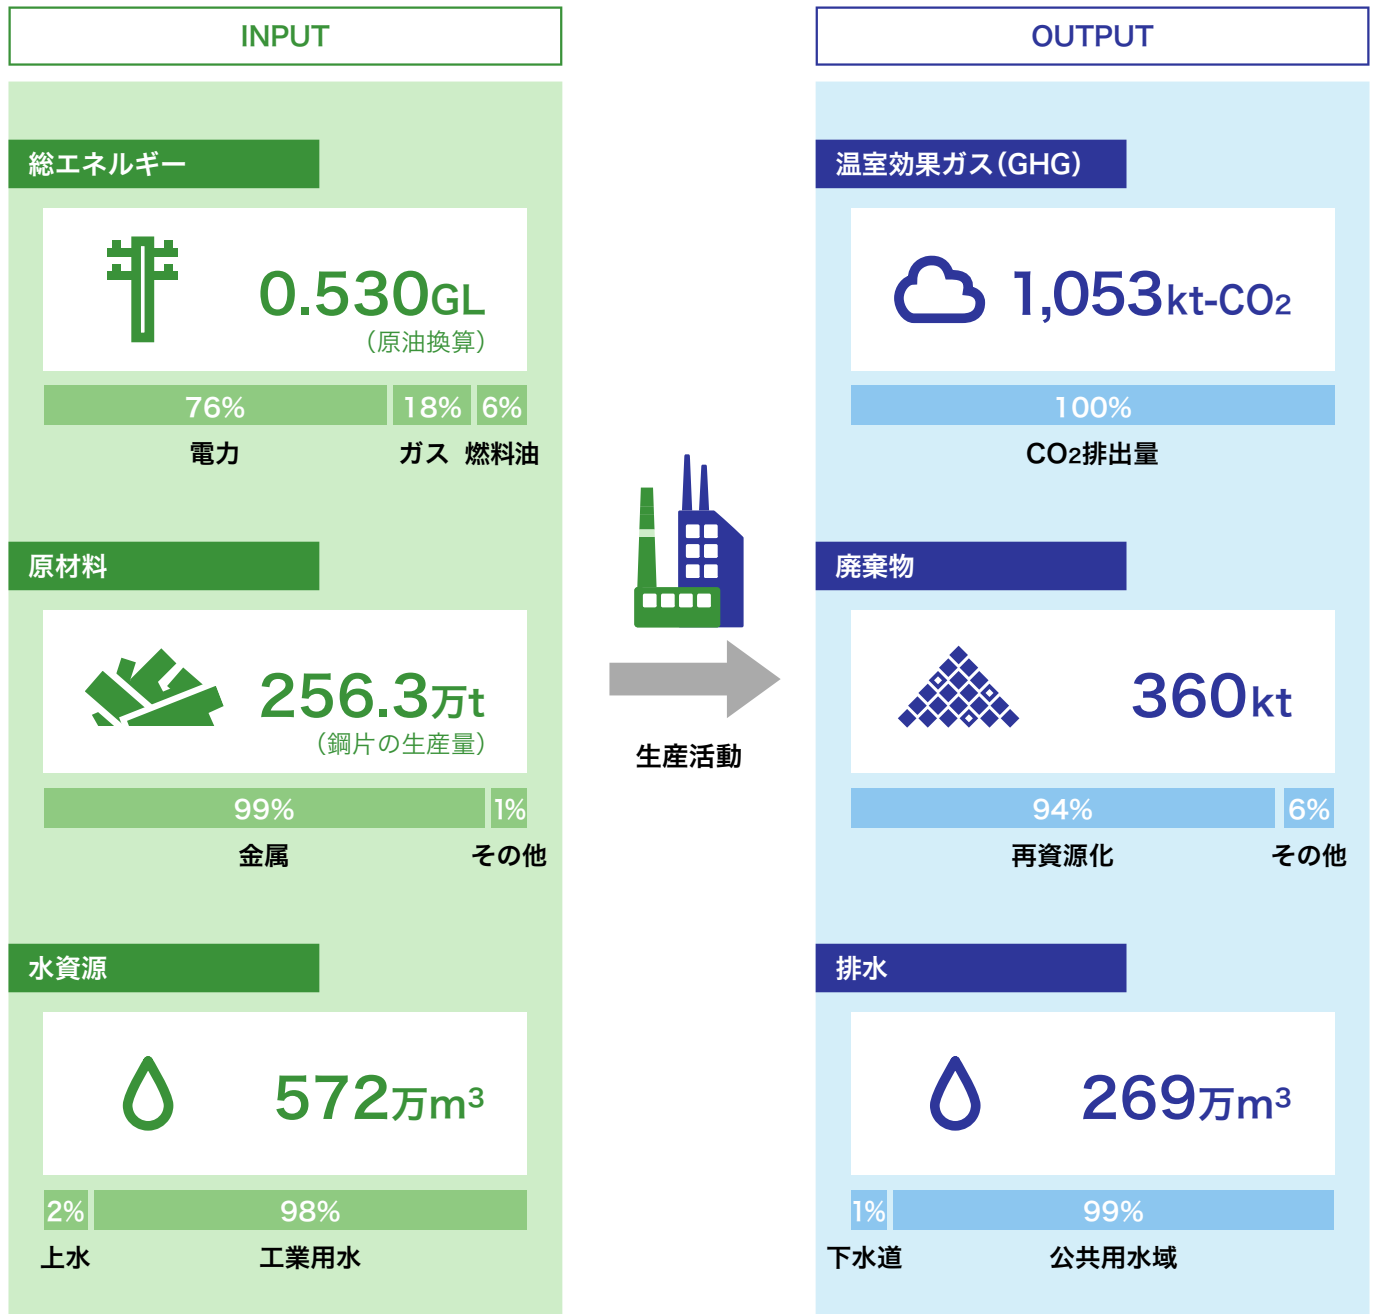 INPUT
総エネルギー
0.530GL
（原油換算）
76% 18% 6%
電力 ガス 燃料油
原材料
256.3万t
（鋼片の生産量）
99% 1%
金属 その他
水資源
572万m³
2% 98%
上水 工業用水
生産活動
OUTPUT
温室効果ガス（GHG）
1,053kt-CO₂
100%
CO₂排出量
廃棄物
360kt
94% 6%
再資源化 その他
排水
269万m³
1% 99%
下水道 公共用水域